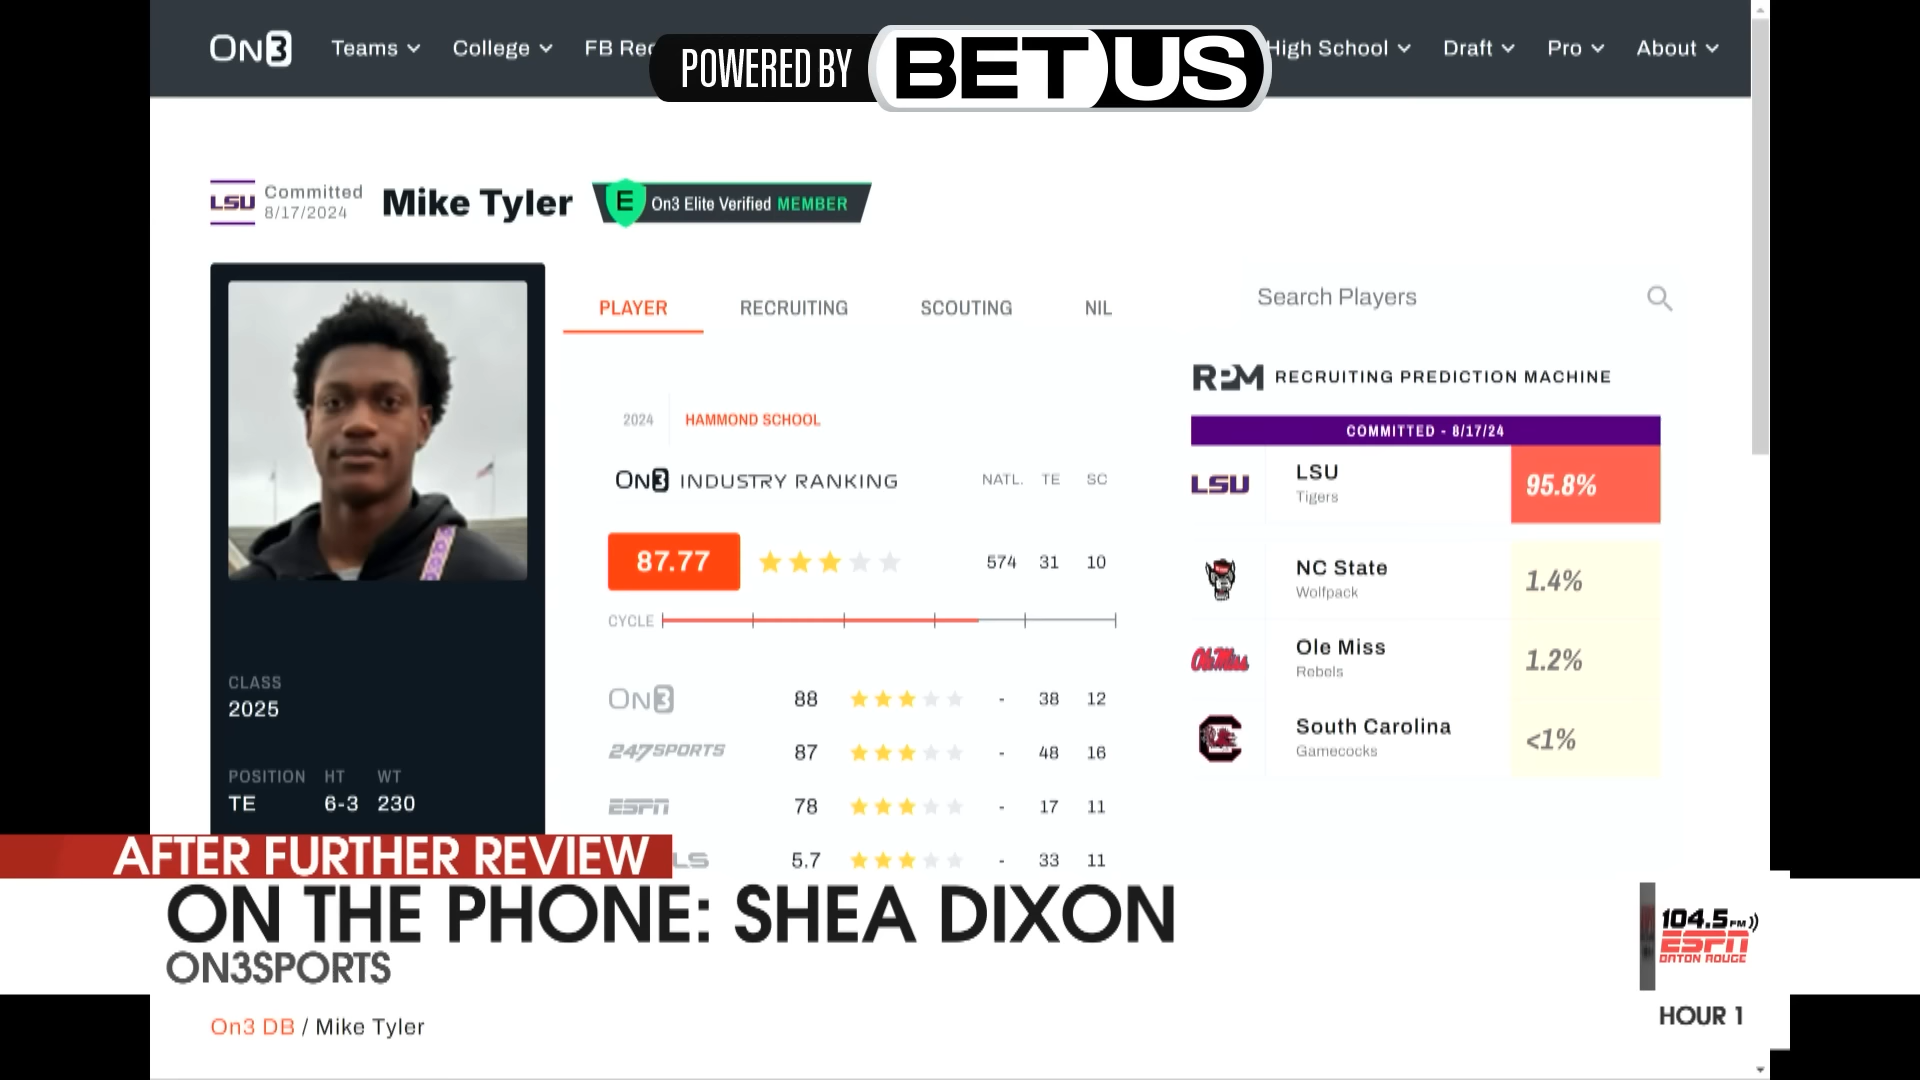 ON3 Teams College FB Rec High School Draft Pro About
POWERED BY BETUS
LSU Committed 8/17/2024 Mike Tyler E On3 Elite Verified MEMBER
PLAYER RECRUITING SCOUTING NIL
Search Players
2024 HAMMOND SCHOOL
ON3 INDUSTRY RANKING NATL. TE SC
87.77 574 31 10
CYCLE
ON3 88 - 38 12
247SPORTS 87 - 48 16
ESPN 78 - 17 11
LS 5.7 - 33 11
RPM RECRUITING PREDICTION MACHINE
COMMITTED - 8/17/24
LSU LSU 95.8%
Tigers
NC State 1.4%
Wolfpack
Ole Miss Ole Miss 1.2%
Rebels
South Carolina <1%
Gamecocks
CLASS
2025
POSITION HT WT
TE 6-3 230
AFTER FURTHER REVIEW
ON THE PHONE: SHEA DIXON
ON3SPORTS
104.5 FM
ESPN
BATON ROUGE
HOUR 1
On3 DB / Mike Tyler